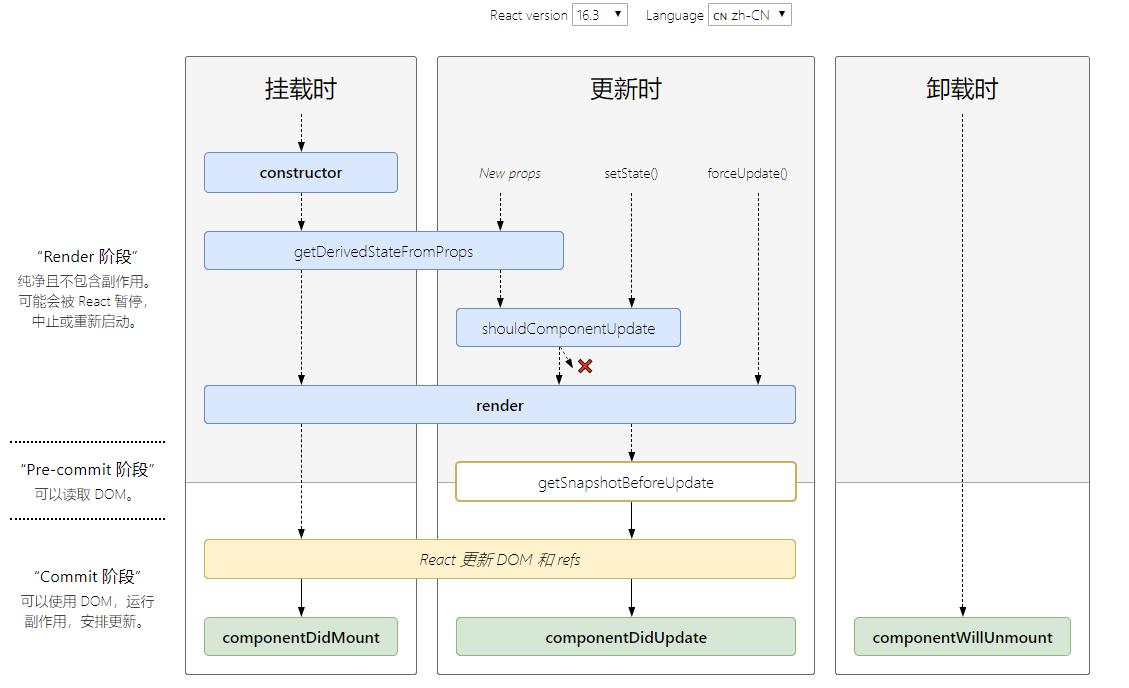 React version 16.3 Language CN zh-CN
挂载时
更新时
卸载时
constructor
New props
setState()
forceUpdate()
“Render 阶段”
纯净且不包含副作用。
可能会被 React 暂停，
中止或重新启动。
getDerivedStateFromProps
shouldComponentUpdate
render
“Pre-commit 阶段”
可以读取 DOM。
getSnapshotBeforeUpdate
React 更新 DOM 和 refs
“Commit 阶段”
可以使用 DOM，运行
副作用，安排更新。
componentDidMount
componentDidUpdate
componentWillUnmount